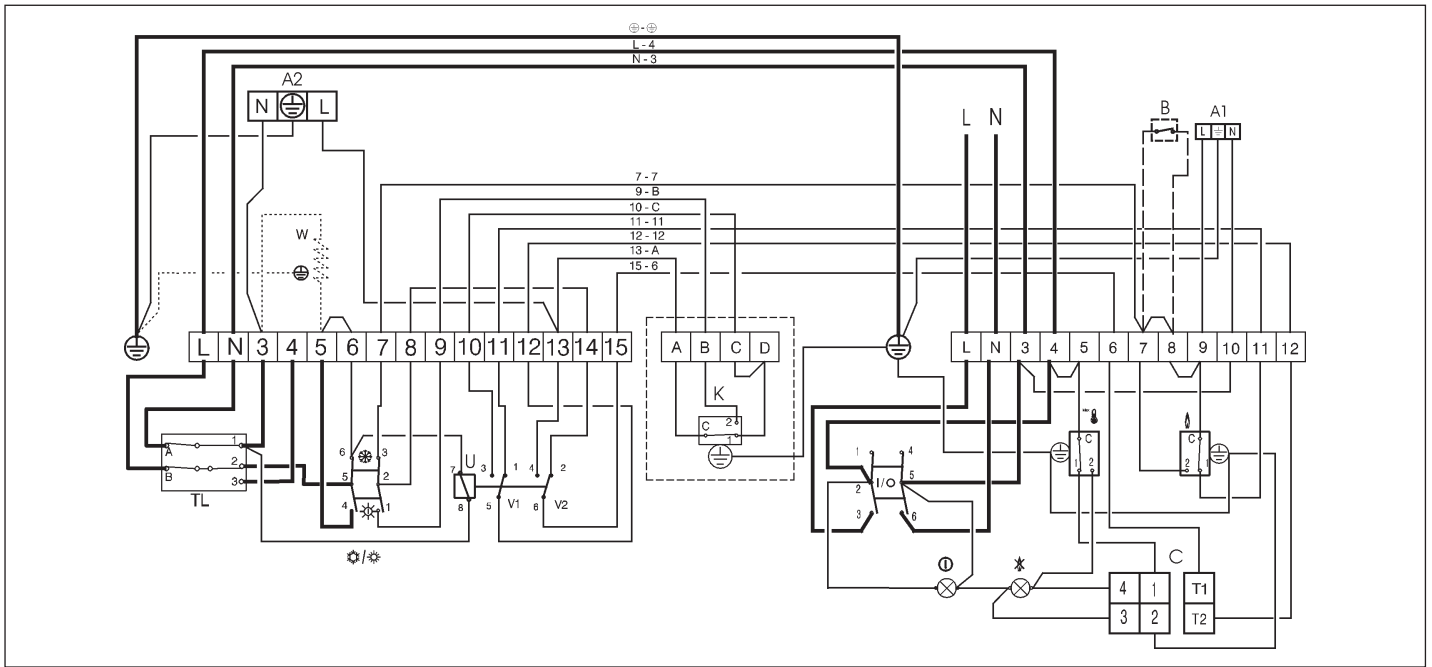 ⏚ - ⏚
L - 4
N - 3
A2
N ⏚ L
L N
B
A1
L ⏚ N
7 - 7
9 - B
10 - C
11 - 11
12 - 12
13 - A
15 - 6
W
L N 3 4 5 6 7 8 9 10 11 12 13 14 15
A B C D
L N 3 4 5 6 7 8 9 10 11 12
K
C 2 1
A 1
B 2
3
TL
6 3
5 2
4 1
7 U
8
3 1 4 2
5 V1 6 V2
1 4
2 I/O 5
3 6
Max
C
1 2
C
2 1
C
4 1
3 2
T1
T2